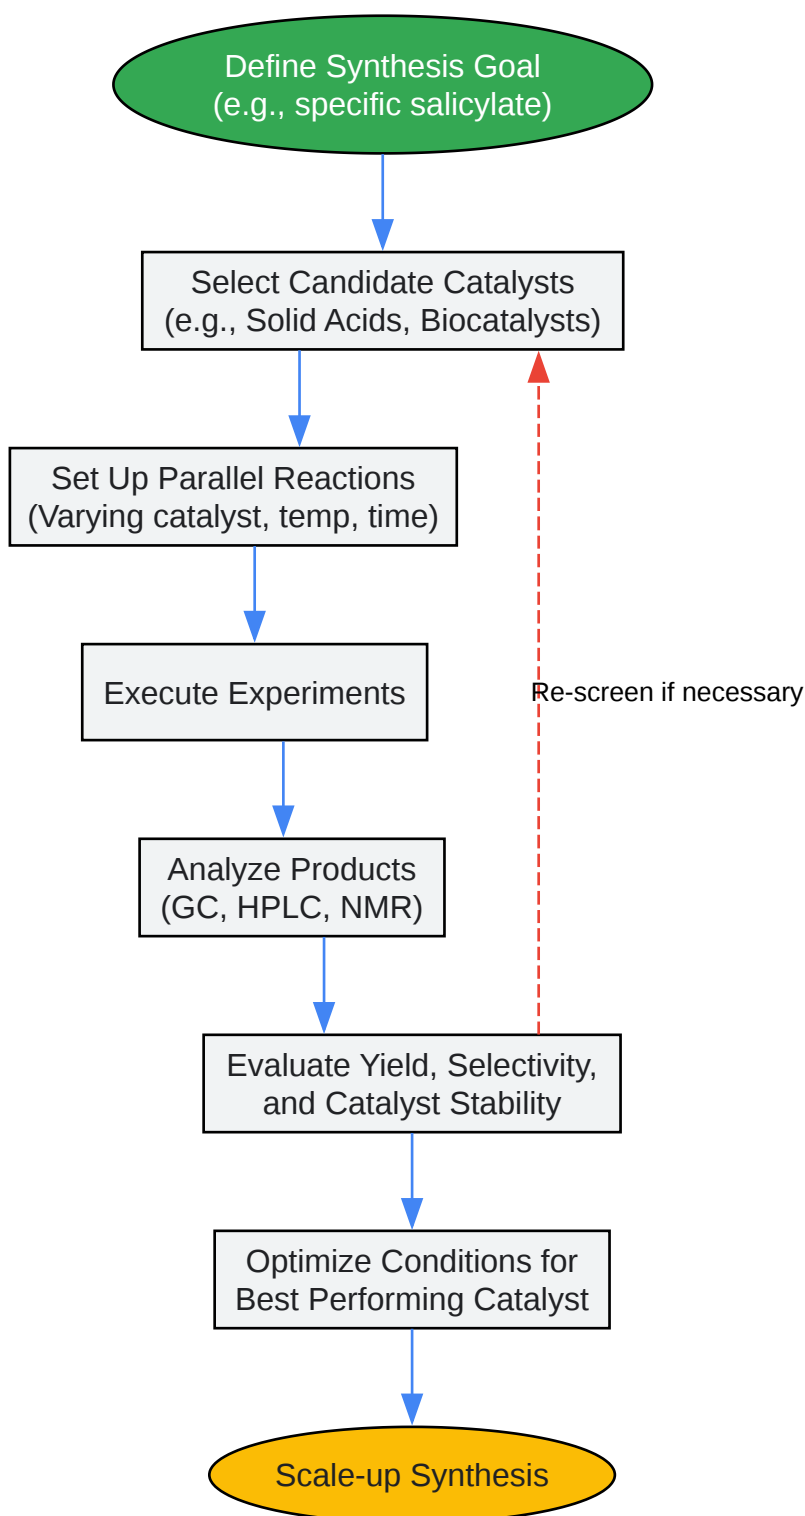 Define Synthesis Goal
(e.g., specific salicylate)
Select Candidate Catalysts
(e.g., Solid Acids, Biocatalysts)
Set Up Parallel Reactions
(Varying catalyst, temp, time)
Execute Experiments
Re-screen if necessary
Analyze Products
(GC, HPLC, NMR)
Evaluate Yield, Selectivity,
and Catalyst Stability
Optimize Conditions for
Best Performing Catalyst
Scale-up Synthesis